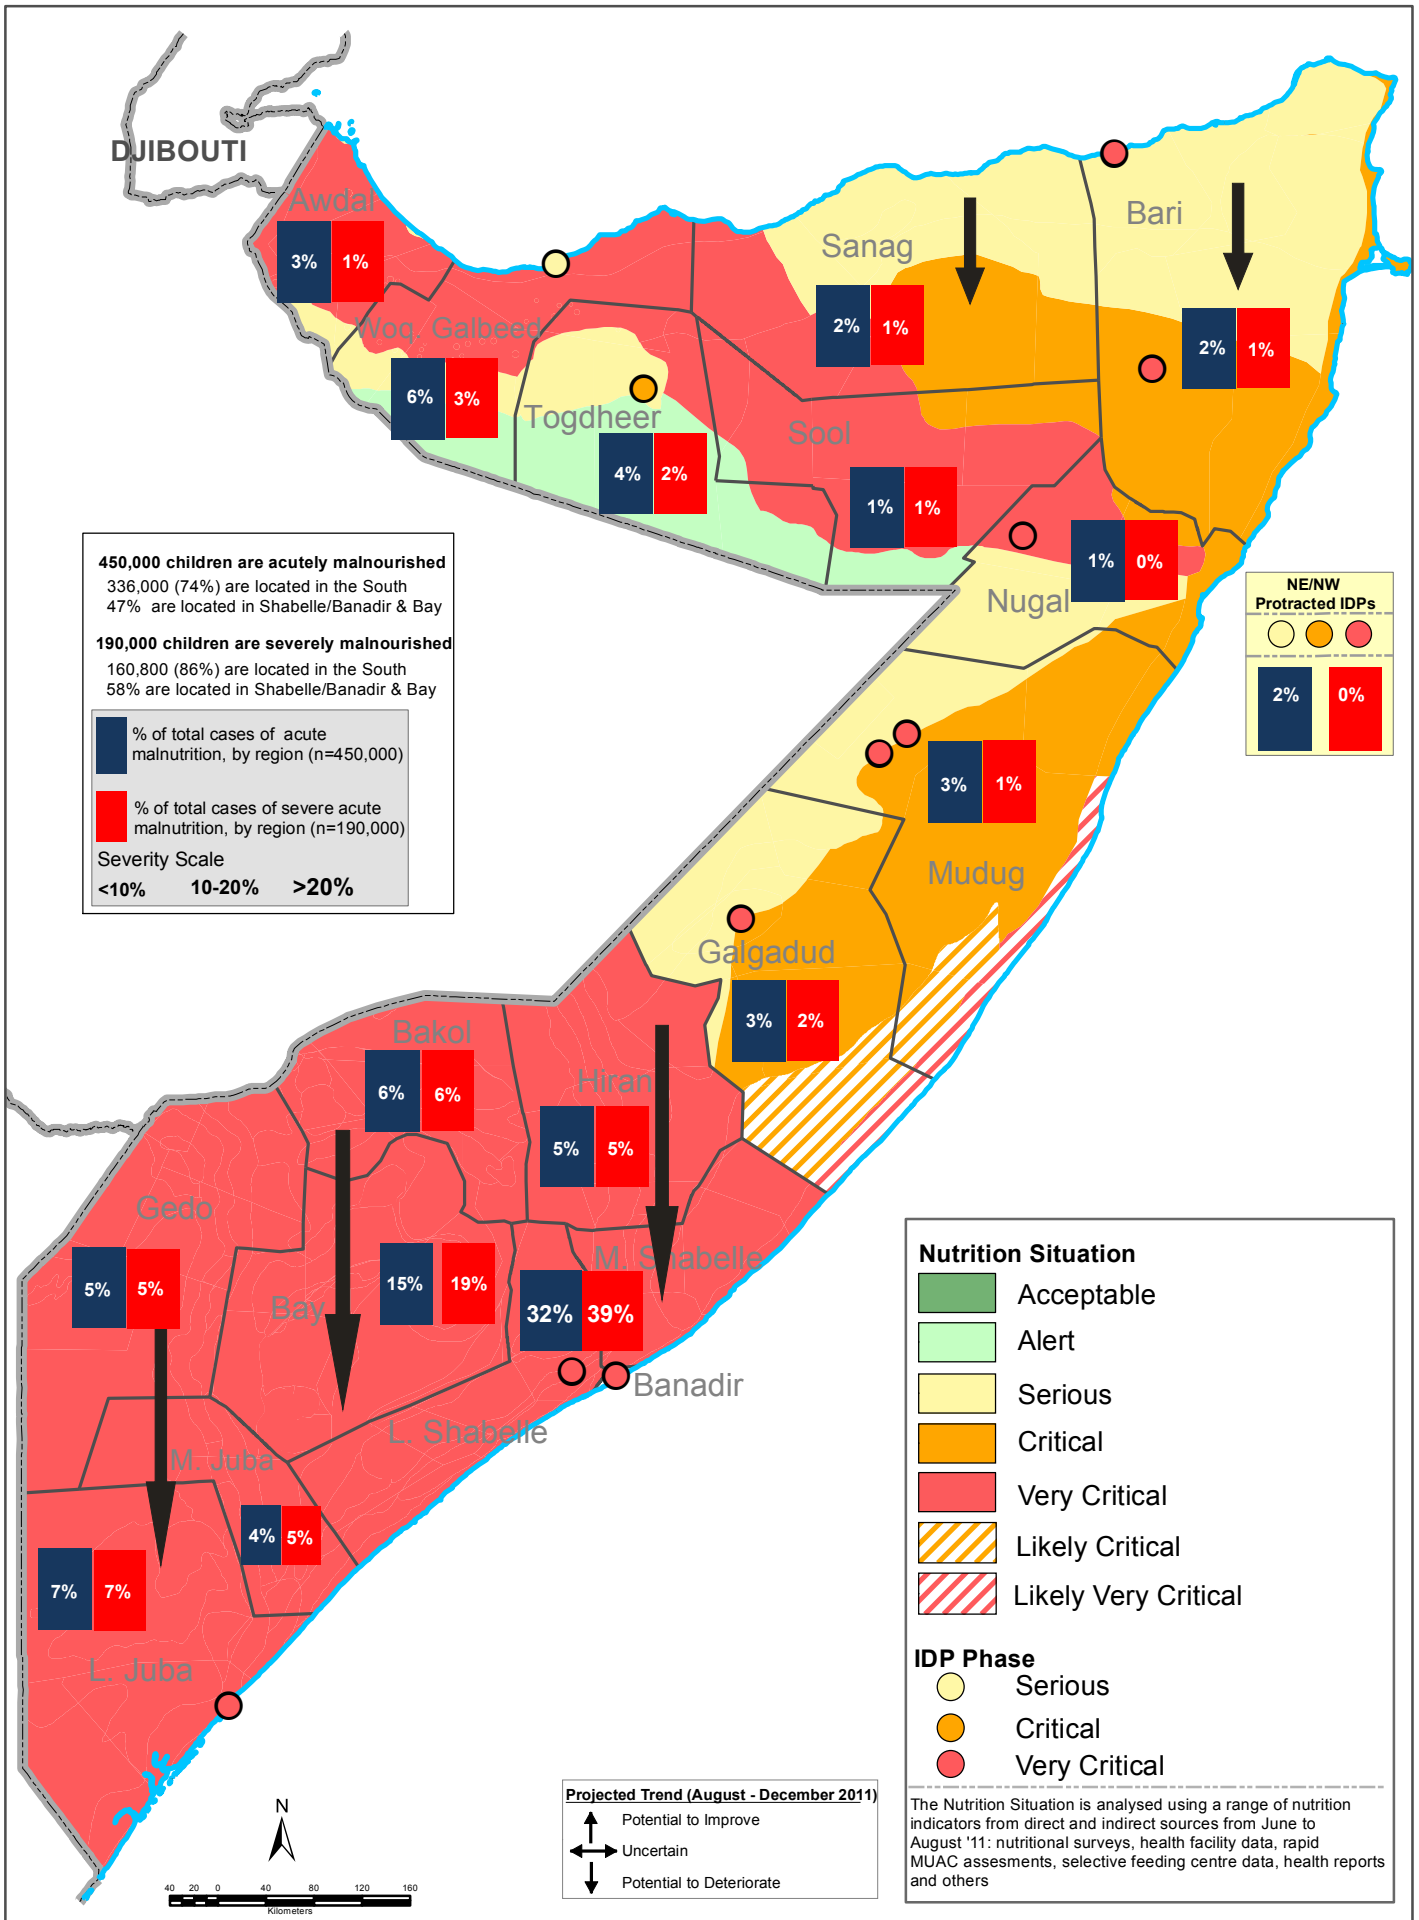 DJIBOUTI
Awdal
3% 1%
Woq. Galbeed
6% 3%
Togdheer
4% 2%
Sanag
2% 1%
Bari
2% 1%
Sool
1% 1%
Nugal
1% 0%
NE/NW
Protracted IDPs
2% 0%
450,000 children are acutely malnourished
336,000 (74%) are located in the South
47% are located in Shabelle/Banadir & Bay
190,000 children are severely malnourished
160,800 (86%) are located in the South
58% are located in Shabelle/Banadir & Bay
% of total cases of acute
malnutrition, by region (n=450,000)
% of total cases of severe acute
malnutrition, by region (n=190,000)
Severity Scale
<10% 10-20% >20%
3% 1%
Mudug
Galgadud
3% 2%
Bakol
6% 6%
Hiran
5% 5%
Gedo
5% 5%
Bay
15% 19%
M. Shabelle
32% 39%
Banadir
L. Shabelle
M. Juba
4% 5%
7% 7%
L. Juba
Nutrition Situation
Acceptable
Alert
Serious
Critical
Very Critical
Likely Critical
Likely Very Critical
IDP Phase
Serious
Critical
Very Critical
The Nutrition Situation is analysed using a range of nutrition
indicators from direct and indirect sources from June to
August '11: nutritional surveys, health facility data, rapid
MUAC assesments, selective feeding centre data, health reports
and others
Projected Trend (August - December 2011)
Potential to Improve
Uncertain
Potential to Deteriorate
N
40 20 0 40 80 120 160
Kilometers